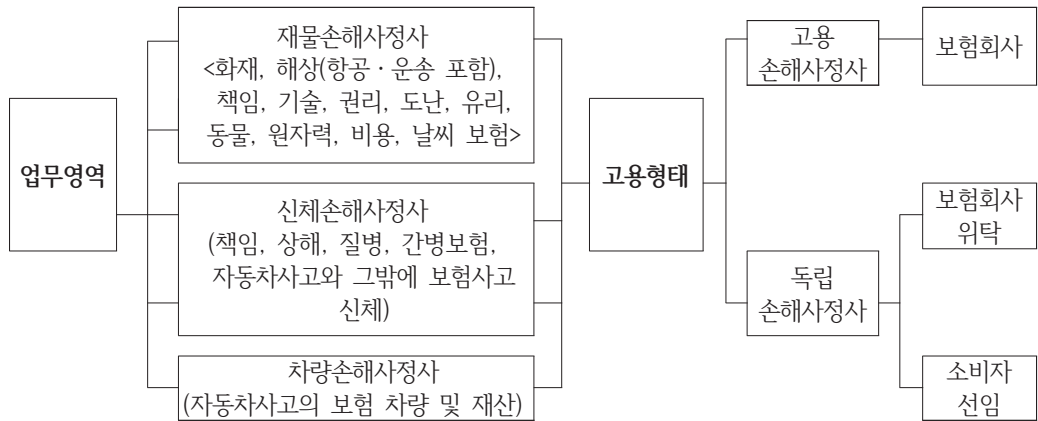 업무영역
재물손해사정사
<화재, 해상(항공·운송 포함),
책임, 기술, 권리, 도난, 유리,
동물, 원자력, 비용, 날씨 보험>
신체손해사정사
(책임, 상해, 질병, 간병보험,
자동차사고와 그밖에 보험사고
신체)
차량손해사정사
(자동차사고의 보험 차량 및 재산)
고용형태
고용
손해사정사
보험회사
독립
손해사정사
보험회사
위탁
소비자
선임